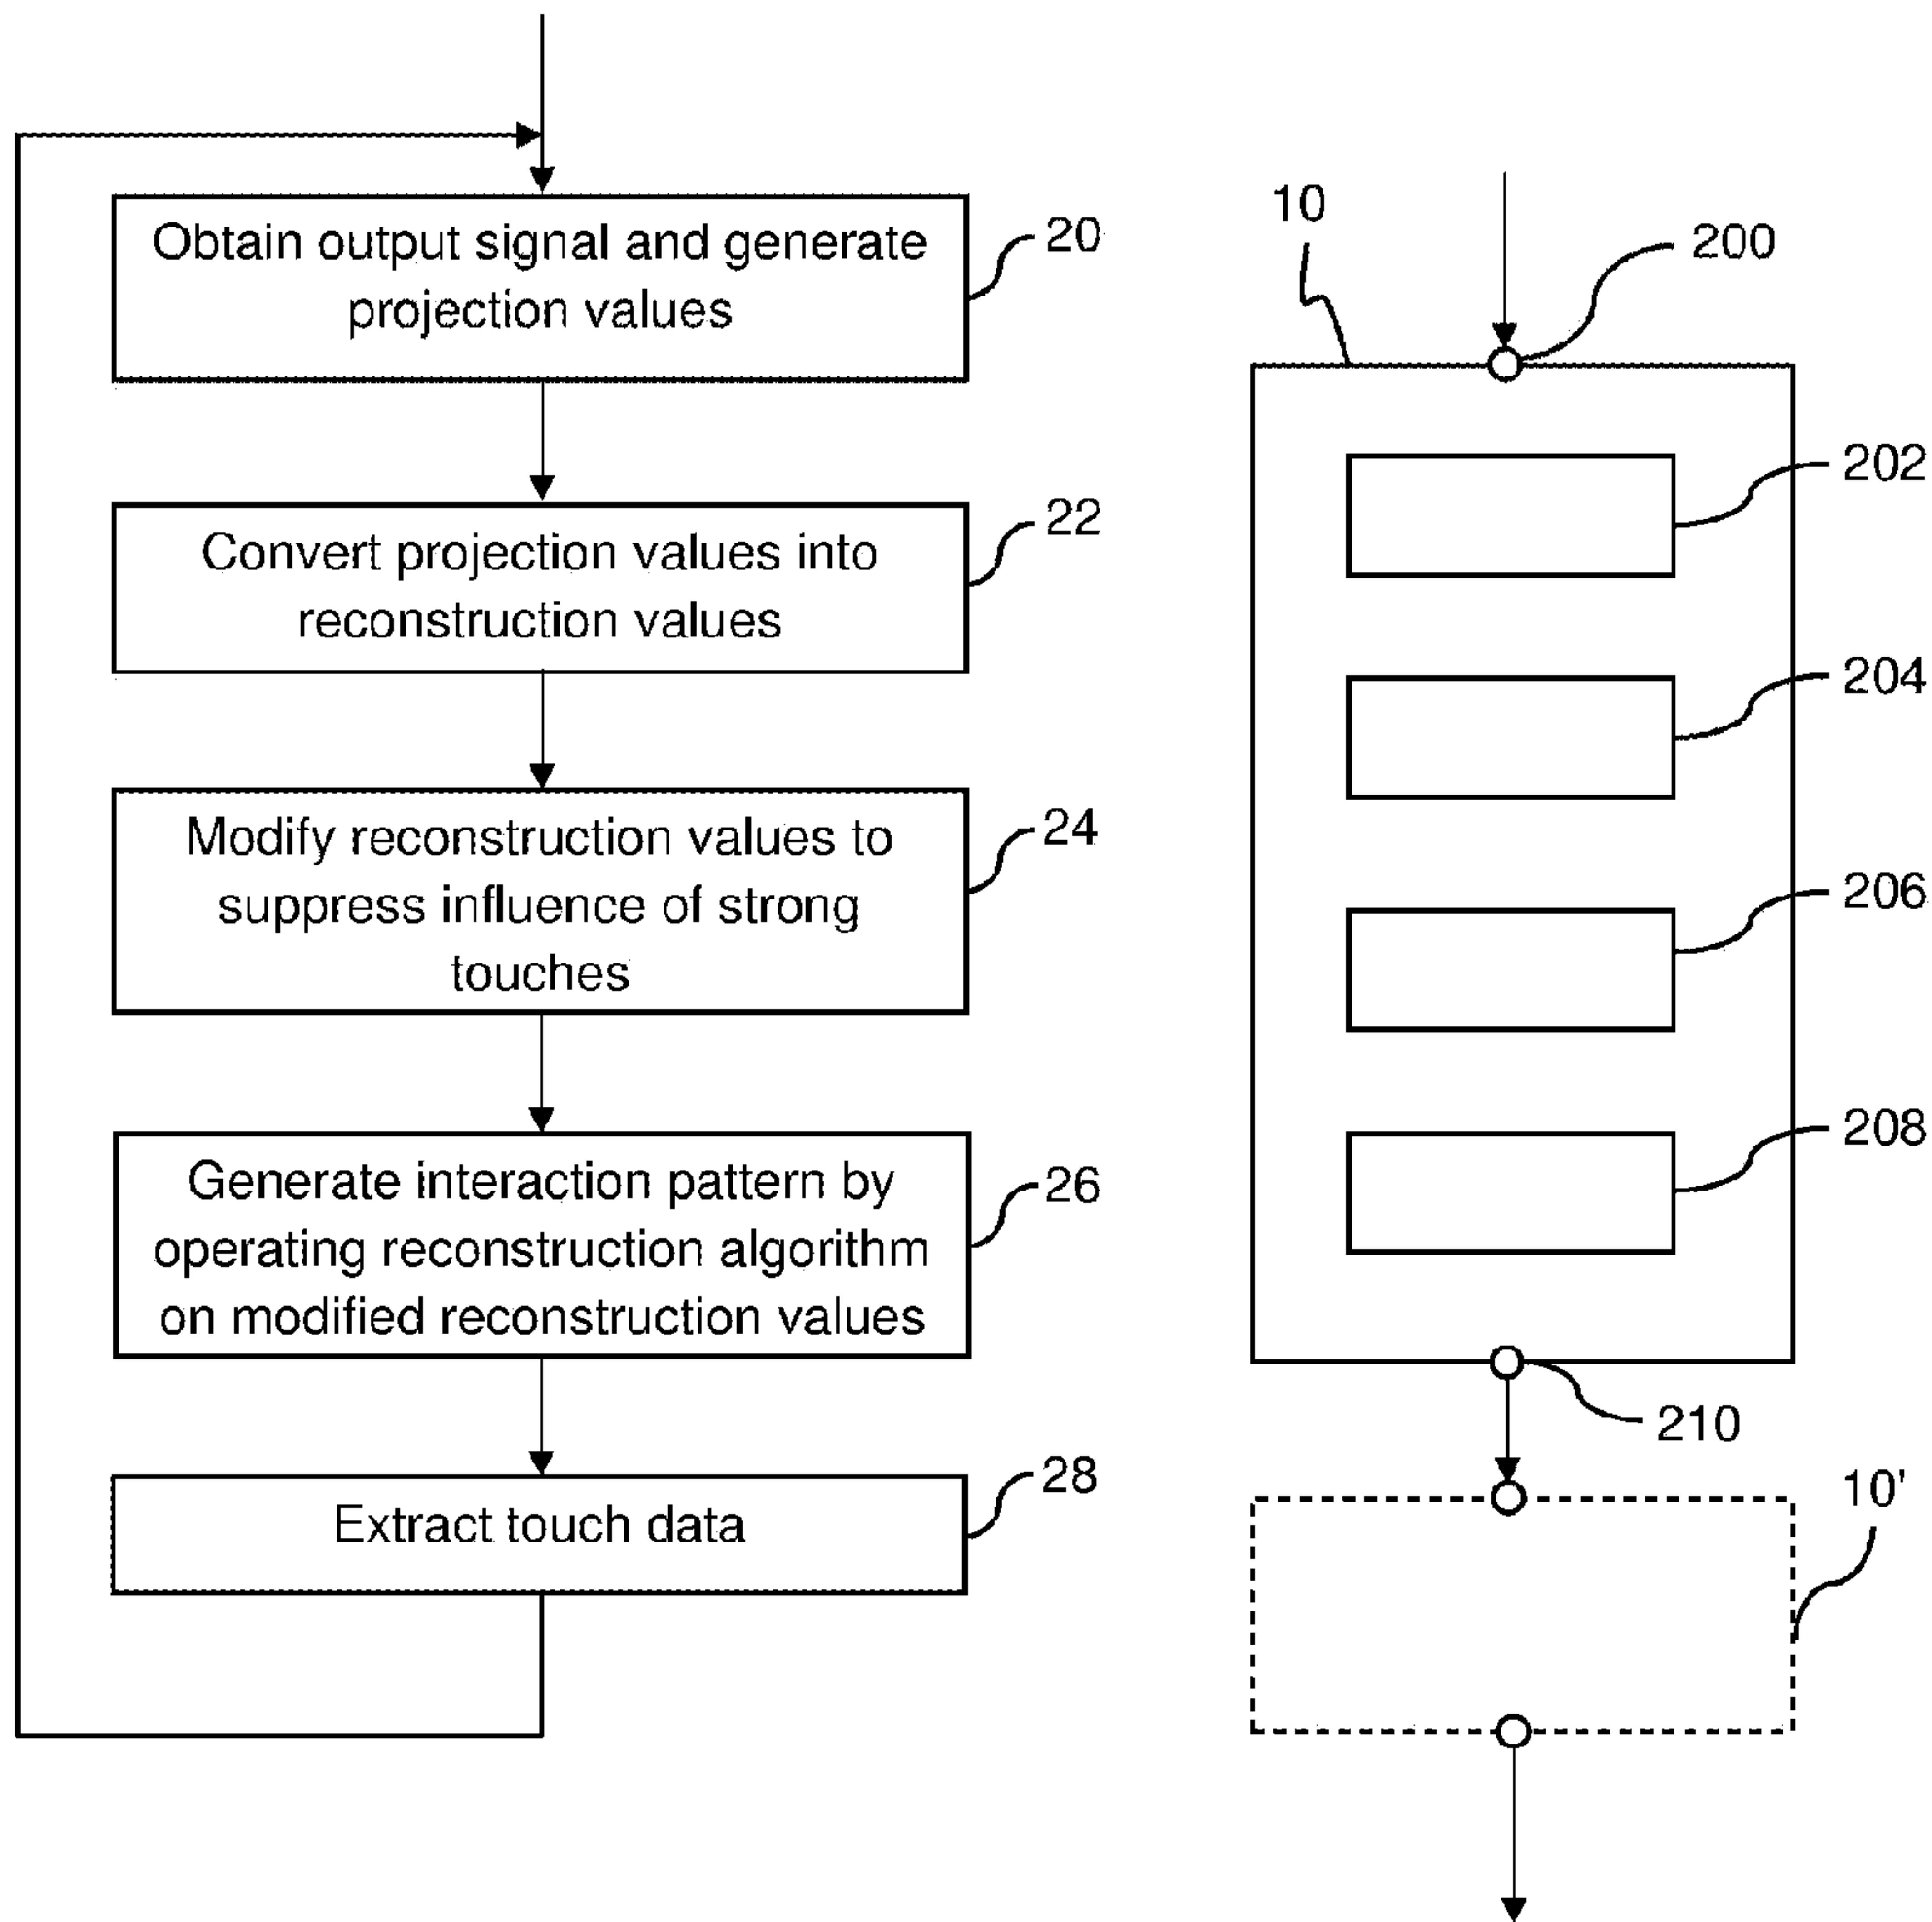 Obtain output signal and generate
projection values
20
Convert projection values into
reconstruction values
22
Modify reconstruction values to
suppress influence of strong
touches
24
Generate interaction pattern by
operating reconstruction algorithm
on modified reconstruction values
26
Extract touch data
28
10
200
202
204
206
208
210
10'